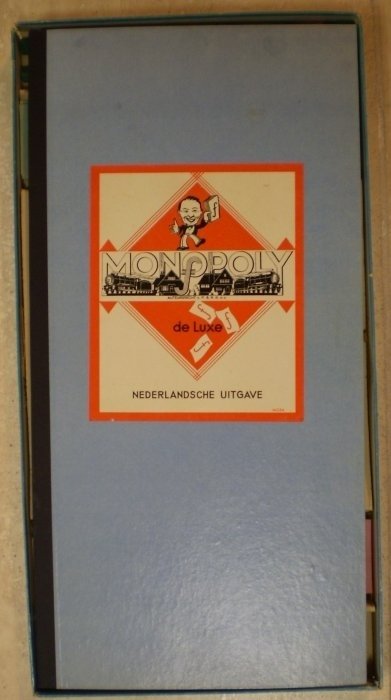 MONOPOLY
de Luxe
NEDERLANDSCHE UITGAVE